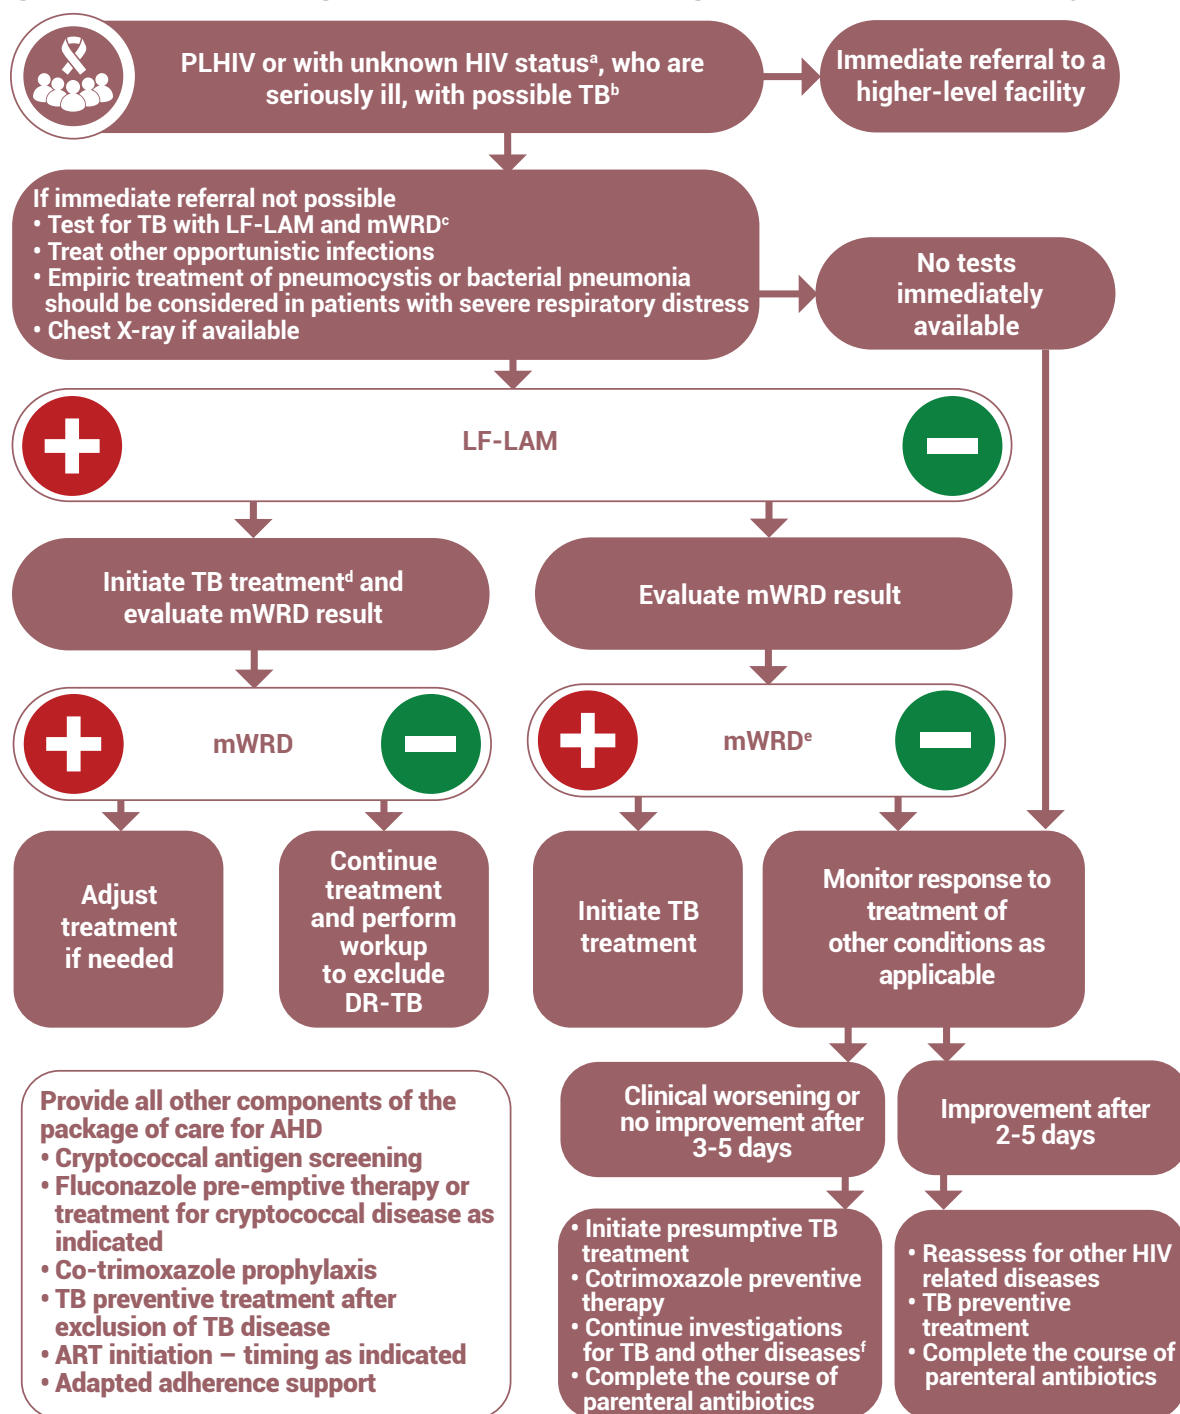 PLHIV or with unknown HIV statusᵃ, who are
seriously ill, with possible TBᵇ
Immediate referral to a
higher-level facility
If immediate referral not possible
• Test for TB with LF-LAM and mWRDᶜ
• Treat other opportunistic infections
• Empiric treatment of pneumocystis or bacterial pneumonia
should be considered in patients with severe respiratory distress
• Chest X-ray if available
No tests
immediately
available
LF-LAM
Initiate TB treatmentᵈ and
evaluate mWRD result
Evaluate mWRD result
mWRD
mWRDᵉ
Adjust
treatment
if needed
Continue
treatment
and perform
workup
to exclude
DR-TB
Initiate TB
treatment
Monitor response to
treatment of
other conditions as
applicable
Clinical worsening or
no improvement after
3-5 days
Improvement after
2-5 days
Provide all other components of the
package of care for AHD
• Cryptococcal antigen screening
• Fluconazole pre-emptive therapy or
treatment for cryptococcal disease as
indicated
• Co-trimoxazole prophylaxis
• TB preventive treatment after
exclusion of TB disease
• ART initiation – timing as indicated
• Adapted adherence support
• Initiate presumptive TB
treatment
• Cotrimoxazole preventive
therapy
• Continue investigations
for TB and other diseasesᶠ
• Complete the course of
parenteral antibiotics
• Reassess for other HIV
related diseases
• TB preventive
treatment
• Complete the course of
parenteral antibiotics